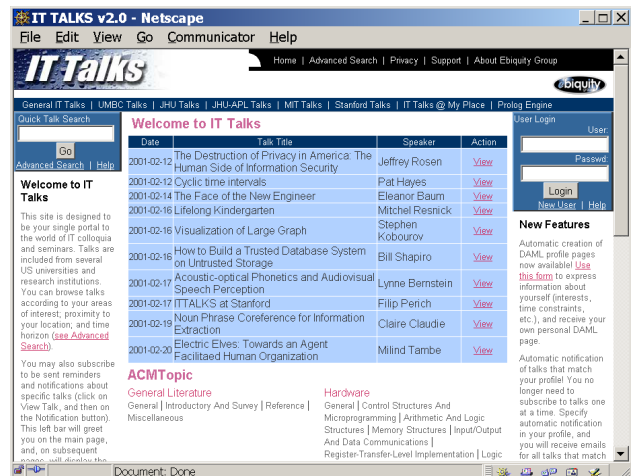 IT TALKS v2.0 - Netscape
File Edit View Go Communicator Help
IT Talks
Home | Advanced Search | Privacy | Support | About Ebiquity Group
ebiquity
General IT Talks | UMBC Talks | JHU Talks | JHU-APL Talks | MIT Talks | Stanford Talks | IT Talks @ My Place | Prolog Engine
Quick Talk Search
Go
Advanced Search | Help
Welcome to IT
Talks
This site is designed to
be your single portal to
the world of IT colloquia
and seminars. Talks are
included from several
US universities and
research institutions.
You can browse talks
according to your areas
of interest; proximity to
your location; and time
horizon (see Advanced
Search).
You may also subscribe
to be sent reminders
and notifications about
specific talks (click on
View Talk, and then on
the Notification button).
This left bar will greet
you on the main page,
and, on subsequent
pages, will display the
Welcome to IT Talks
Date Talk Title Speaker Action
2001-02-12 The Destruction of Privacy in America: The
Human Side of Information Security Jeffrey Rosen View
2001-02-12 Cyclic time intervals Pat Hayes View
2001-02-14 The Face of the New Engineer Eleanor Baum View
2001-02-16 Lifelong Kindergarten Mitchel Resnick View
2001-02-16 Visualization of Large Graph Stephen
Kobourov View
2001-02-16 How to Build a Trusted Database System
on Untrusted Storage Bill Shapiro View
2001-02-17 Acoustic-optical Phonetics and Audiovisual
Speech Perception Lynne Bernstein View
2001-02-17 ITTALKS at Stanford Filip Perich View
2001-02-19 Noun Phrase Coreference for Information
Extraction Claire Claudie View
2001-02-20 Electric Elves: Towards an Agent
Facilitaed Human Organization Milind Tambe View
ACMTopic
General Literature
General | Introductory And Survey | Reference |
Miscellaneous
Hardware
General | Control Structures And
Microprogramming | Arithmetic And Logic
Structures | Memory Structures | Input/Output
And Data Communications |
Register-Transfer-Level Implementation | Logic
User Login
User:
Passwd:
Login
New User | Help
New Features
Automatic creation of
DAML profile pages
now available! Use
this form to express
information about
yourself (interests,
time constraints,
etc.), and receive your
own personal DAML
page.
Automatic notification
of talks that match
your profile! You no
longer need to
subscribe to talks one
at a time. Specify
automatic notification
in your profile, and
you will receive emails
for all talks that match
Document: Done